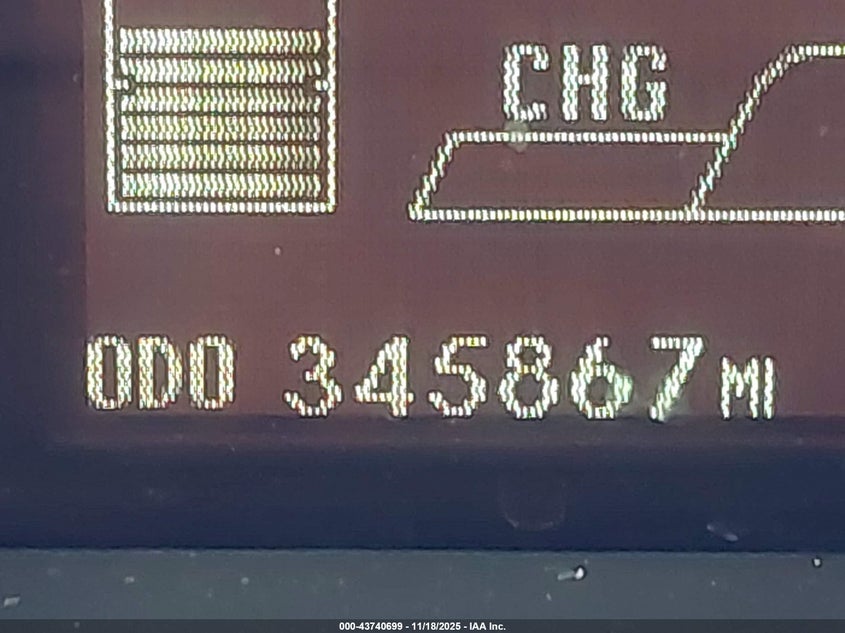 CHG
ODO 345867 MI
000-43740699 - 11/18/2025 - IAA Inc.